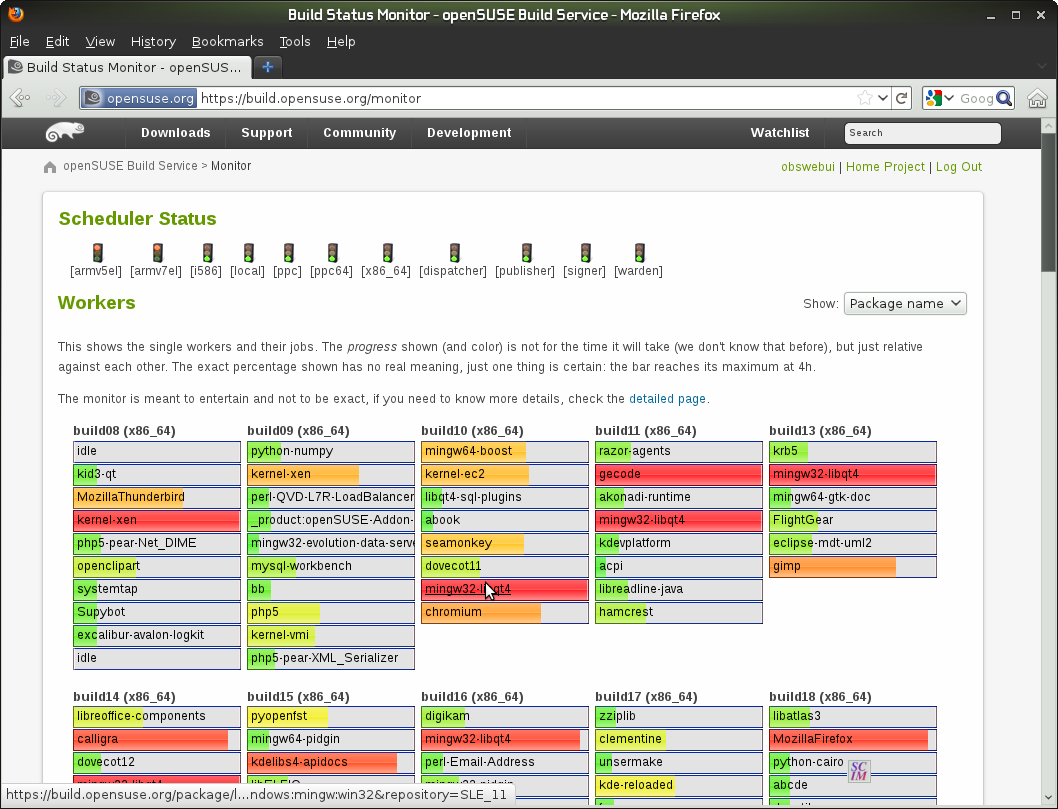 Build Status Monitor - openSUSE Build Service - Mozilla Firefox
File Edit View History Bookmarks Tools Help
Build Status Monitor - openSUS...
opensuse.org https://build.opensuse.org/monitor Goog
Downloads Support Community Development Watchlist Search
openSUSE Build Service > Monitor obswebui | Home Project | Log Out
Scheduler Status
[armv5el] [armv7el] [i586] [local] [ppc] [ppc64] [x86_64] [dispatcher] [publisher] [signer] [warden]
Workers Show: Package name
This shows the single workers and their jobs. The progress shown (and color) is not for the time it will take (we don't know that before), but just relative
against each other. The exact percentage shown has no real meaning, just one thing is certain: the bar reaches its maximum at 4h.
The monitor is meant to entertain and not to be exact, if you need to know more details, check the detailed page.
build08 (x86_64) build09 (x86_64) build10 (x86_64) build11 (x86_64) build13 (x86_64)
idle python-numpy mingw64-boost razor-agents krb5
kid3-qt kernel-xen kernel-ec2 gecode mingw32-libqt4
MozillaThunderbird perl-QVD-L7R-LoadBalancer libqt4-sql-plugins akonadi-runtime mingw64-gtk-doc
kernel-xen _product:openSUSE-Addon- abook mingw32-libqt4 FlightGear
php5-pear-Net_DIME mingw32-evolution-data-serve seamonkey kdevplatform eclipse-mdt-uml2
openclipart mysql-workbench dovecot11 acpi gimp
systemtap bb mingw32-libqt4 libreadline-java
Supybot php5 chromium hamcrest
excalibur-avalon-logkit kernel-vmi
idle php5-pear-XML_Serializer
build14 (x86_64) build15 (x86_64) build16 (x86_64) build17 (x86_64) build18 (x86_64)
libreoffice-components pyopenfst digikam zziplib libatlas3
calligra mingw64-pidgin mingw32-libqt4 clementine MozillaFirefox
dovecot12 kdelibs4-apidocs perl-Email-Address unsermake python-cairo SCIM
kde-reloaded abcde
https://build.opensuse.org/package/l...ndows:mingw:win32&repository=SLE_11